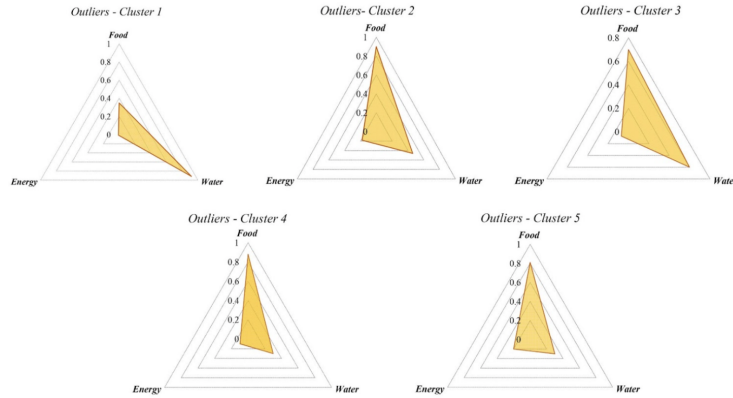 Outliers - Cluster 1
Food
1
0.8
0.6
0.4
0.2
0
Energy
Water
Outliers- Cluster 2
Food
1
0.8
0.6
0.4
0.2
0
Energy
Water
Outliers - Cluster 3
Food
0.8
0.6
0.4
0.2
0
Energy
Wate
Outliers - Cluster 4
Food
1
0.8
0.6
0.4
0.2
0
Energy
Water
Outliers - Cluster 5
Food
1
0.8
0.6
0.4
0.2
0
Energy
Water